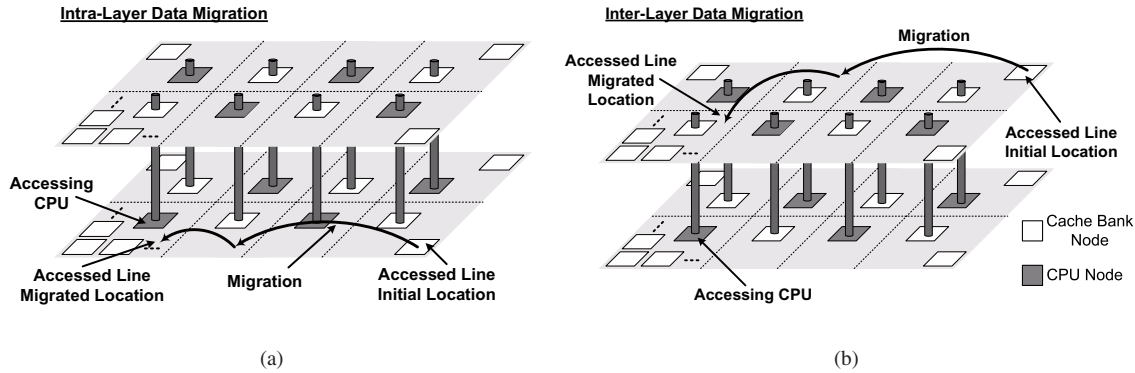 Intra-Layer Data Migration
Accessing
CPU
Accessed Line
Migrated Location
Migration
Accessed Line
Initial Location
(a)
Inter-Layer Data Migration
Migration
Accessed Line
Migrated
Location
Accessed Line
Initial Location
Accessing CPU
Cache Bank
Node
CPU Node
(b)